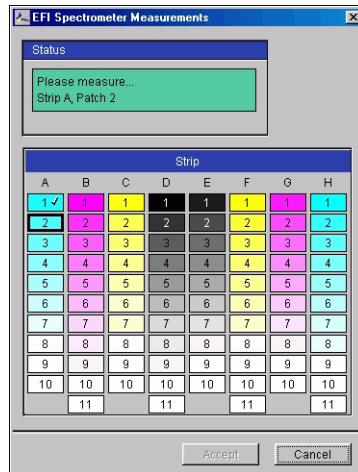 EFI Spectrometer Measurements
Status
Please measure...
Strip A, Patch 2
Strip
A B C D E F G H
1 1 1 1 1 1 1 1
2 2 2 2 2 2 2 2
3 3 3 3 3 3 3 3
4 4 4 4 4 4 4 4
5 5 5 5 5 5 5 5
6 6 6 6 6 6 6 6
7 7 7 7 7 7 7 7
8 8 8 8 8 8 8 8
9 9 9 9 9 9 9 9
10 10 10 10 10 10 10 10
11 11 11 11
Accept Cancel